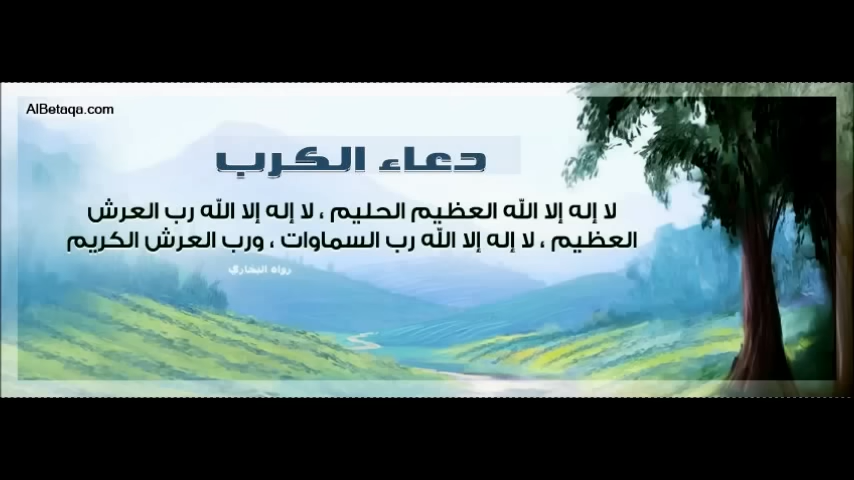 AlBetaqa.com
دعاء الكرب
لا إله إلا الله العظيم الحليم ، لا إله إلا الله رب العرش
العظيم ، لا إله إلا الله رب السماوات ، ورب العرش الكريم
رواه البخاري